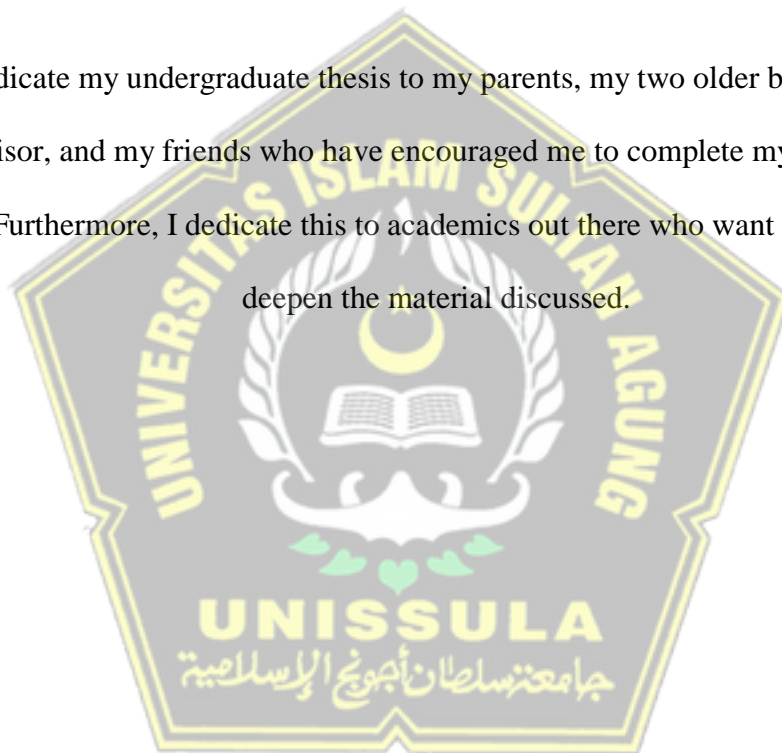 dicate my undergraduate thesis to my parents, my two older b
isor, and my friends who have encouraged me to complete my
Furthermore, I dedicate this to academics out there who want
deepen the material discussed.
UNIVERSITAS ISLAM SULTAN AGUNG
UNISSULA
جامعة سلطان أجونج الإسلامية